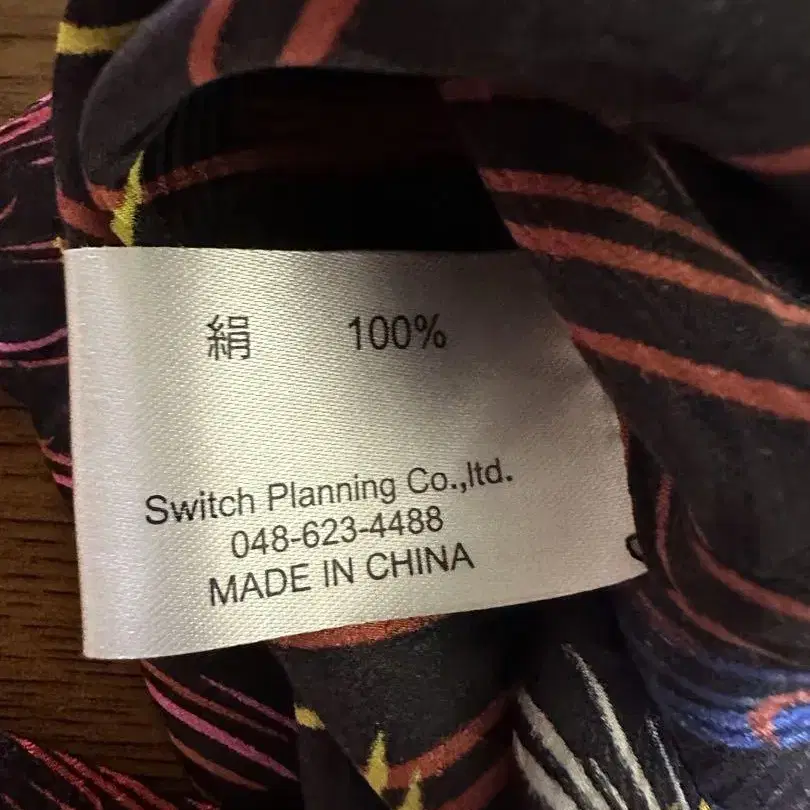 絹 100%
Switch Planning Co.,ltd.
048-623-4488
MADE IN CHINA